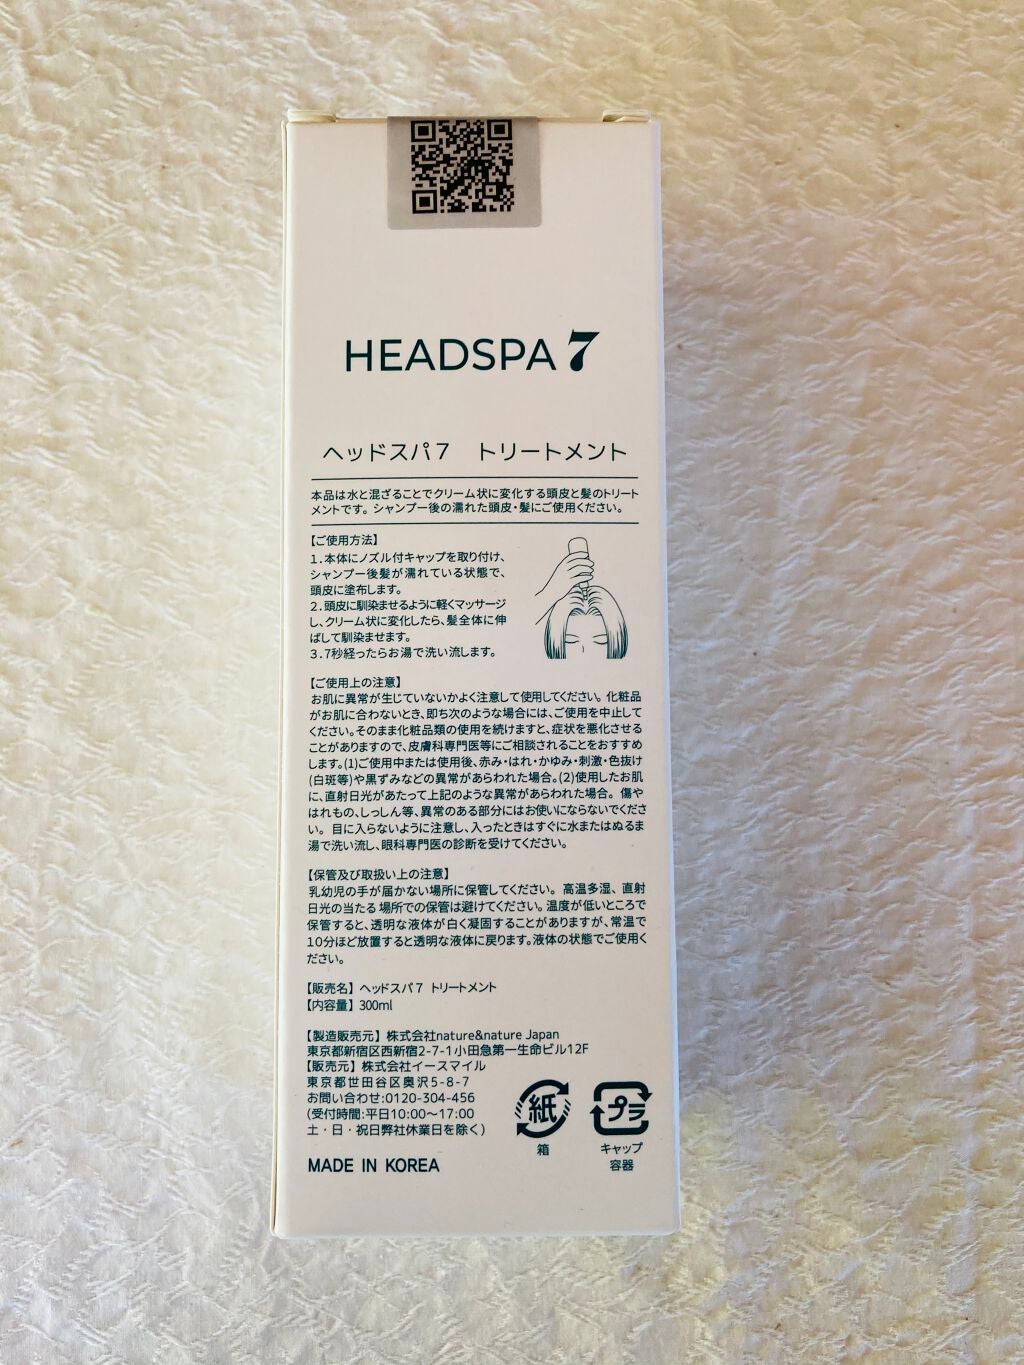 HEADSPA 7
ヘッドスパ7 トリートメント
本品は水と混ざることでクリーム状に変化する頭皮と髪のトリート
メントです。シャンプー後の濡れた頭皮・髪にご使用ください。
【ご使用方法】
1.本体にノズル付キャップを取り付け、
シャンプー後髪が濡れている状態で、
頭皮に塗布します。
2.頭皮に馴染ませるように軽くマッサージ
し、クリーム状に変化したら、髪全体に伸
ばして馴染ませます。
3.7秒経ったらお湯で洗い流します。
【ご使用上の注意】
お肌に異常が生じていないかよく注意して使用してください。化粧品
がお肌に合わないとき、即ち次のような場合には、ご使用を中止して
ください。そのまま化粧品類の使用を続けますと、症状を悪化させる
ことがありますので、皮膚科専門医等にご相談されることをおすすめ
します。(1)ご使用中または使用後、赤み・はれ・かゆみ・刺激・色抜け
(白斑等)や黒ずみなどの異常があらわれた場合。(2)使用したお肌
に、直射日光があたって上記のような異常があらわれた場合。傷や
はれもの、しっしん等、異常のある部分にはお使いにならないでくださ
い。目に入らないように注意し、入ったときはすぐに水またはぬるま
湯で洗い流し、眼科専門医の診断を受けてください。
【保管及び取扱い上の注意】
乳幼児の手が届かない場所に保管してください。高温多湿、直射
日光の当たる場所での保管は避けてください。温度が低いところで
保管すると、透明な液体が白く凝固することがありますが、常温で
10分ほど放置すると透明な液体に戻ります。液体の状態でご使用く
ださい。
【販売名】ヘッドスパ7 トリートメント
【内容量】300ml
【製造販売元】株式会社nature&nature Japan
東京都新宿区西新宿2-7-1小田急第一生命ビル12F
【販売元】株式会社イースマイル
東京都世田谷区奥沢5-8-7
お問い合わせ:0120-304-456
(受付時間:平日10:00〜17:00
土・日・祝日弊社休業日を除く)
MADE IN KOREA
紙
箱
プラ
キャップ
容器